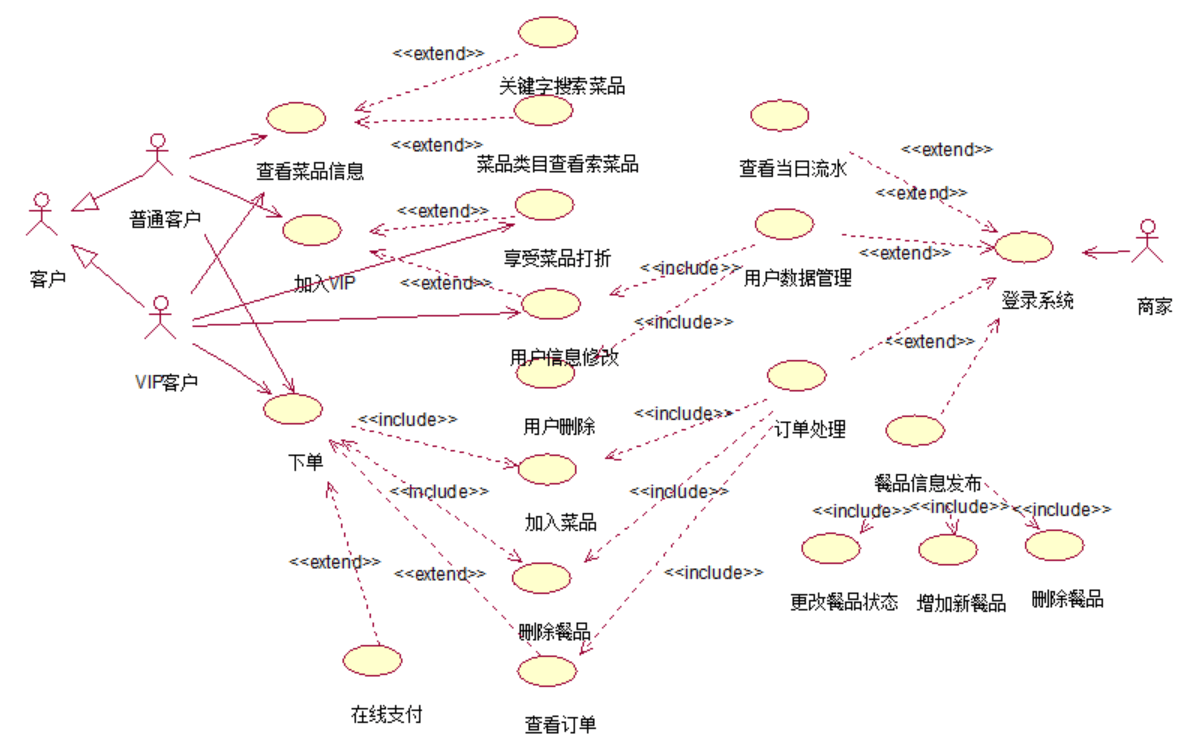 <<extend>>
关键字搜索菜品
<<extend>>
查看菜品信息
菜品类目查看索菜品
查看当日流水
<<extend>>
普通客户
<<extend>>
<<extend>>
享受菜品打折
客户
加入VIP
<<extend>>
<<include>>
用户数据管理
<<extend>>
登录系统
商家
<<include>>
用户信息修改
<<extend>>
VIP客户
用户删除
订单处理
<<include>>
<<include>>
下单
加入菜品
餐品信息发布
<<include>>
<<include>>
<<include>>
<<include>>
<<include>>
<<extend>>
<<extend>>
<<include>>
更改餐品状态
增加新餐品
删除餐品
删除餐品
在线支付
查看订单